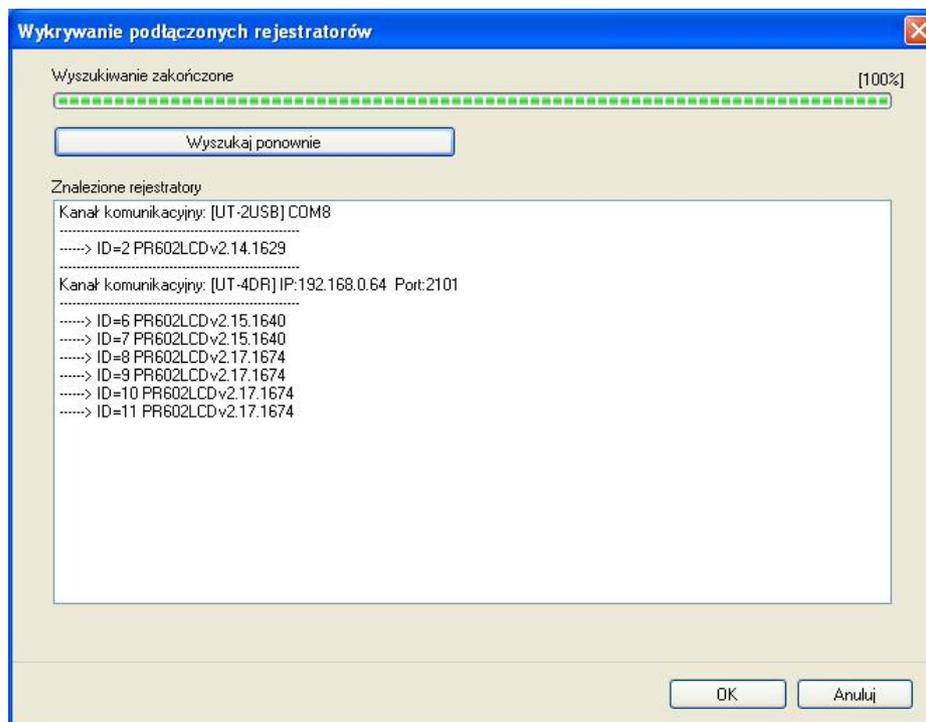 Wykrywanie podłączonych rejestratorów
Wyszukiwanie zakończone
[100%]
Wyszukaj ponownie
Znalezione rejestratory
Kanał komunikacyjny: [UT-2USB] COM8
--------------------------------------------------------
------> ID=2 PR602LCDv2.14.1629
--------------------------------------------------------
Kanał komunikacyjny: [UT-4DR] IP:192.168.0.64 Port:2101
--------------------------------------------------------
------> ID=6 PR602LCDv2.15.1640
------> ID=7 PR602LCDv2.15.1640
------> ID=8 PR602LCDv2.17.1674
------> ID=9 PR602LCDv2.17.1674
------> ID=10 PR602LCDv2.17.1674
------> ID=11 PR602LCDv2.17.1674
OK
Anuluj